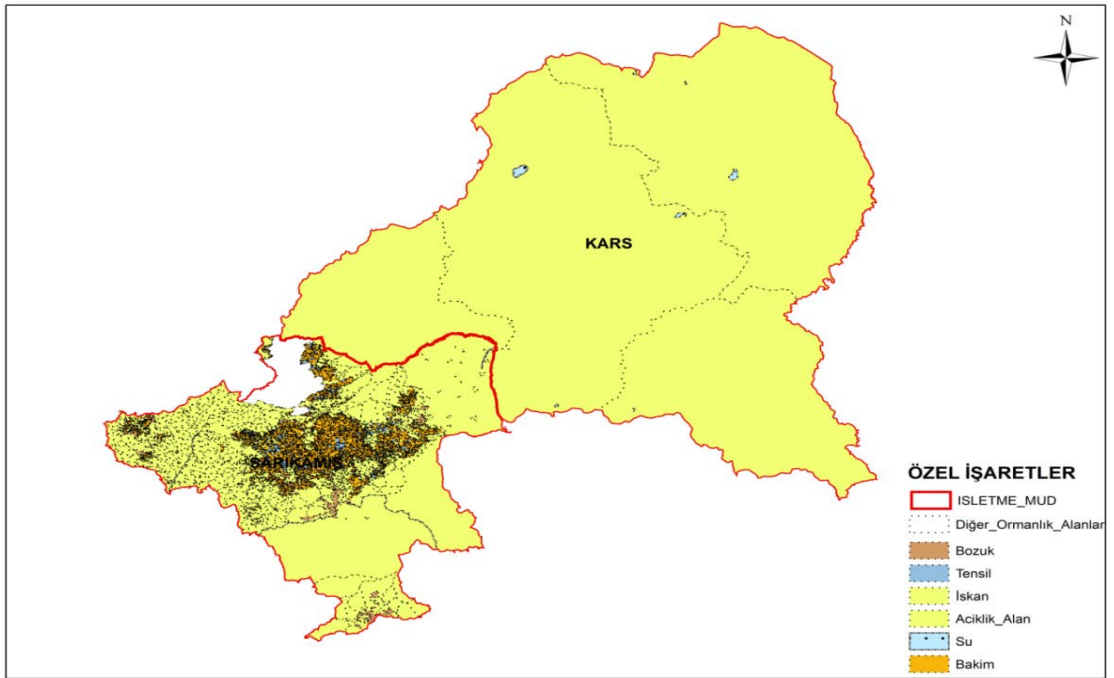 N
KARS
SARIKAMIŞ
ÖZEL İŞARETLER
ISLETME_MUD
Diğer_Ormanlık_Alanlar
Bozuk
Tensil
İskan
Aciklik_Alan
Su
Bakim